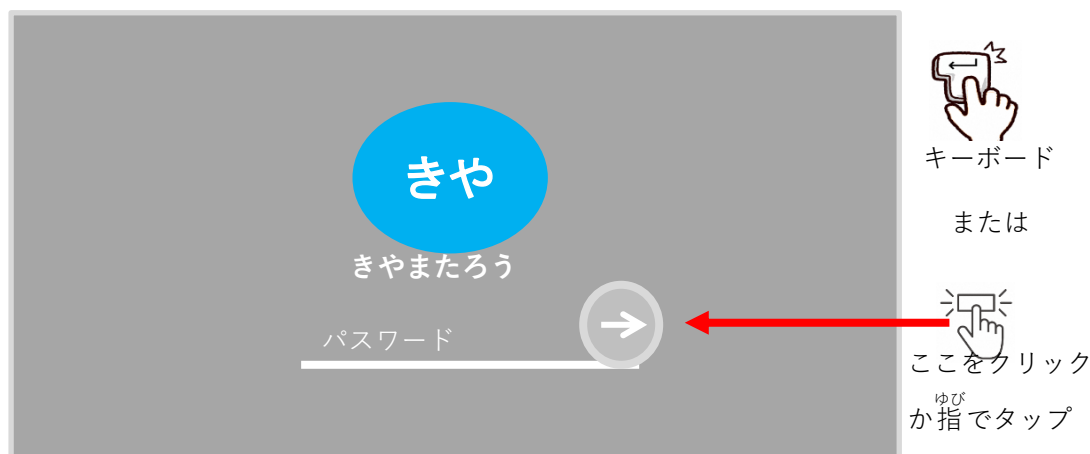 きや
きやまたろう
パスワード
キーボード
または
ここをクリック
か指でタップ
ゆび